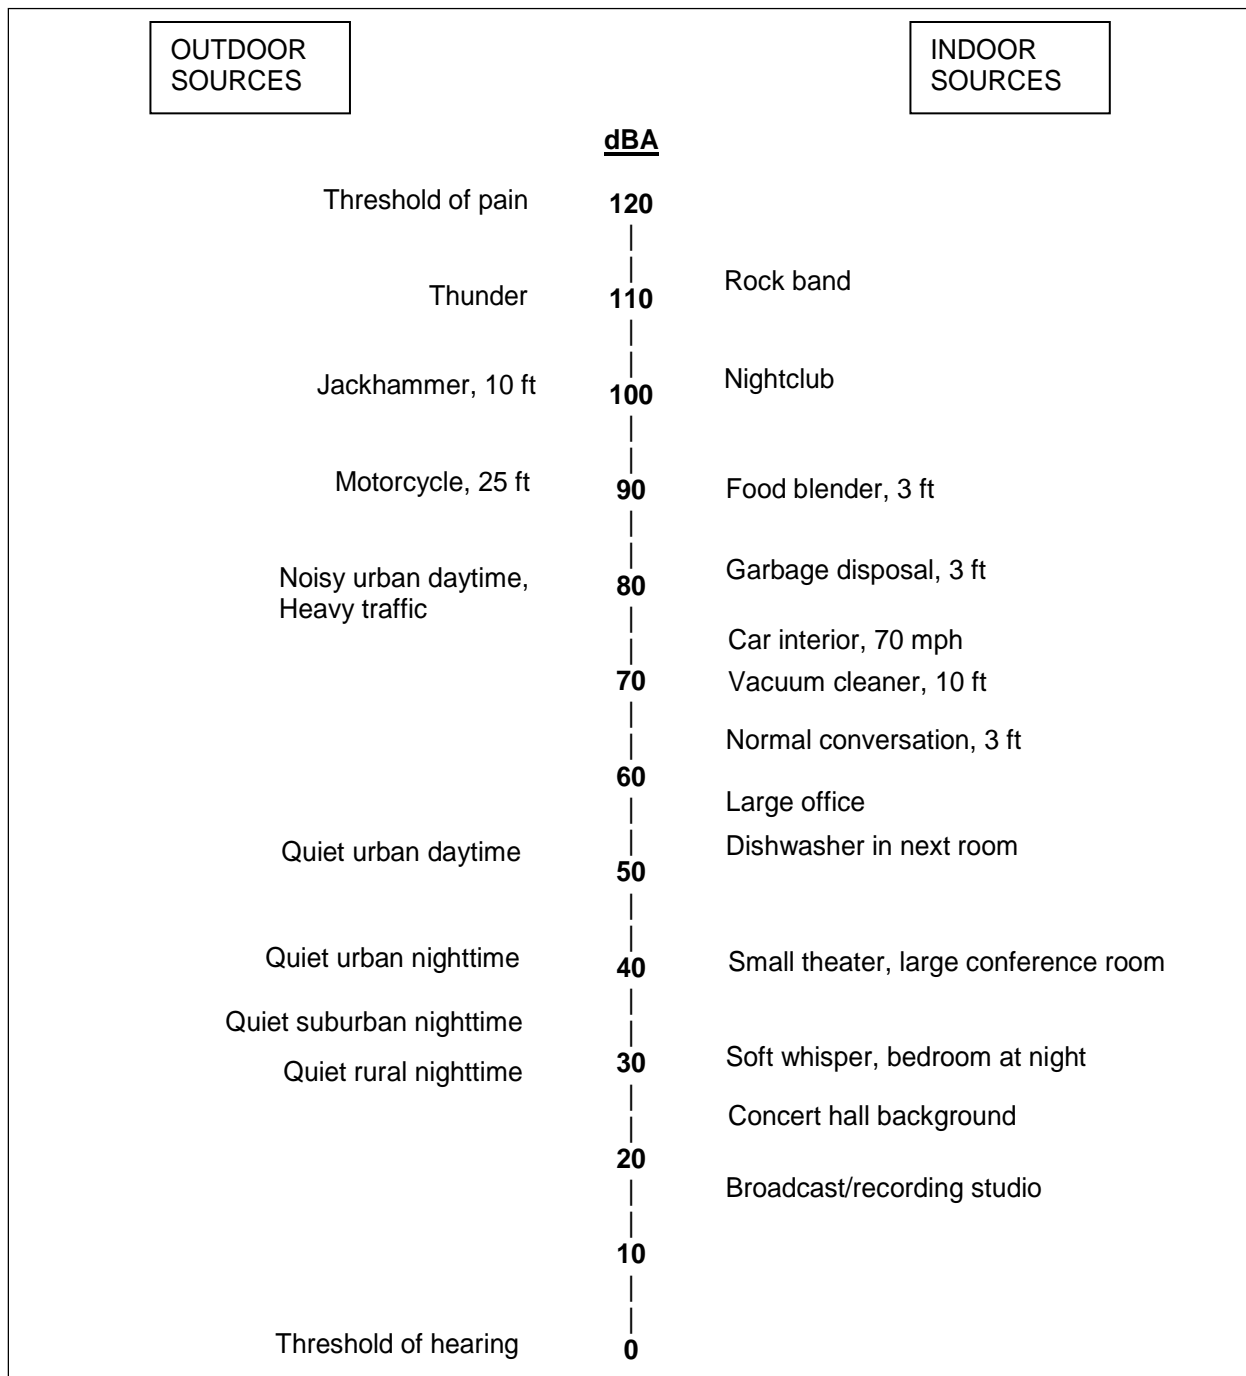 OUTDOOR
SOURCES
INDOOR
SOURCES
dBA
Threshold of pain
120
Rock band
Thunder
110
Nightclub
Jackhammer, 10 ft
100
Motorcycle, 25 ft
90
Food blender, 3 ft
Garbage disposal, 3 ft
Noisy urban daytime,
80
Heavy traffic
Car interior, 70 mph
70
Vacuum cleaner, 10 ft
Normal conversation, 3 ft
60
Large office
Dishwasher in next room
Quiet urban daytime
50
Quiet urban nighttime
40
Small theater, large conference room
Quiet suburban nighttime
30
Soft whisper, bedroom at night
Quiet rural nighttime
Concert hall background
20
Broadcast/recording studio
10
Threshold of hearing
0